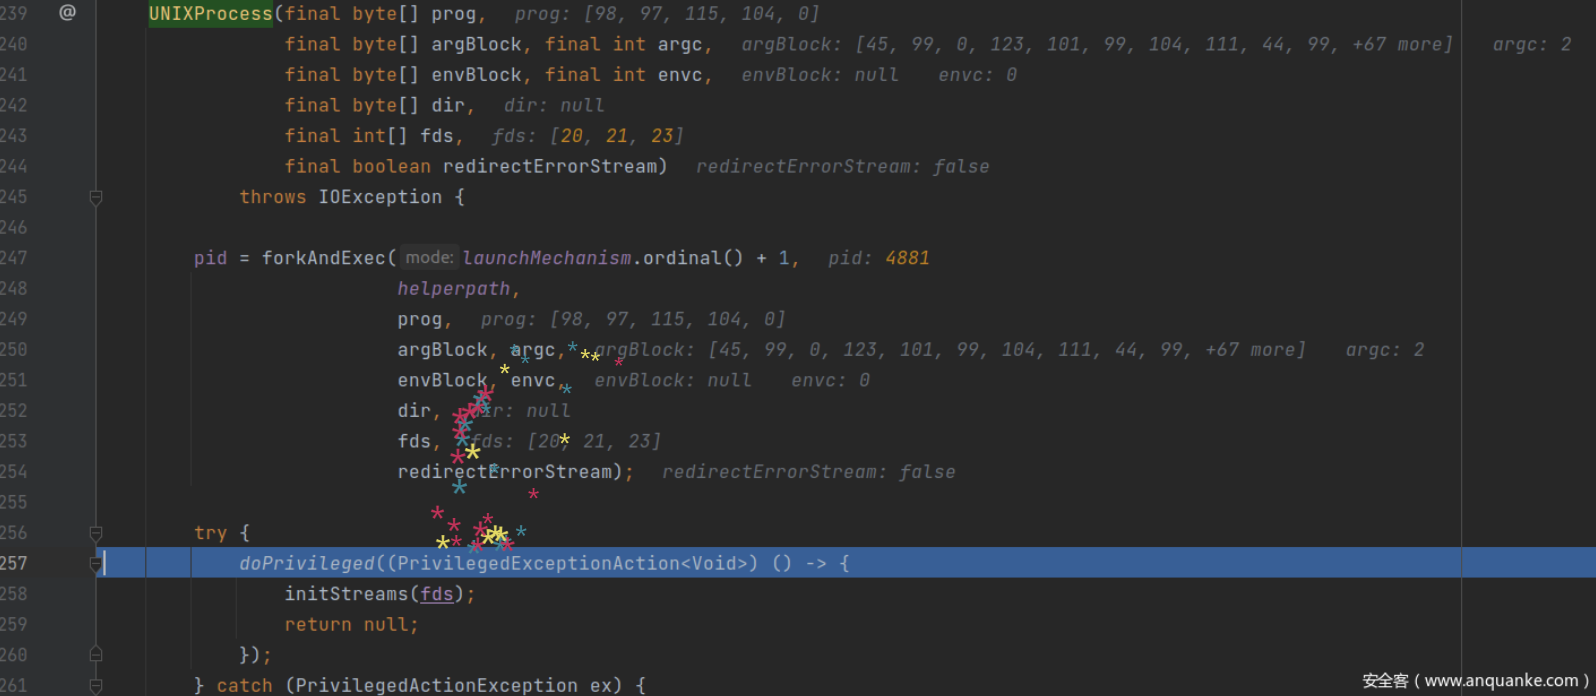 239 @ UNIXProcess(final byte[] prog, prog: [98, 97, 115, 104, 0]
240 final byte[] argBlock, final int argc, argBlock: [45, 99, 0, 123, 101, 99, 104, 111, 44, 99, +67 more] argc: 2
241 final byte[] envBlock, final int envc, envBlock: null envc: 0
242 final byte[] dir, dir: null
243 final int[] fds, fds: [20, 21, 23]
244 final boolean redirectErrorStream) redirectErrorStream: false
245 throws IOException {
246
247 pid = forkAndExec( mode: launchMechanism.ordinal() + 1, pid: 4881
248 helperpath,
249 prog, prog: [98, 97, 115, 104, 0]
250 argBlock, argc, argBlock: [45, 99, 0, 123, 101, 99, 104, 111, 44, 99, +67 more] argc: 2
251 envBlock, envc, envBlock: null envc: 0
252 dir, dir: null
253 fds, fds: [20, 21, 23]
254 redirectErrorStream); redirectErrorStream: false
255
256 try {
257 doPrivileged((PrivilegedExceptionAction<Void>) () -> {
258 initStreams(fds);
259 return null;
260 });
261 } catch (PrivilegedActionException ex) {
安全客 ( www.anquanke.com )